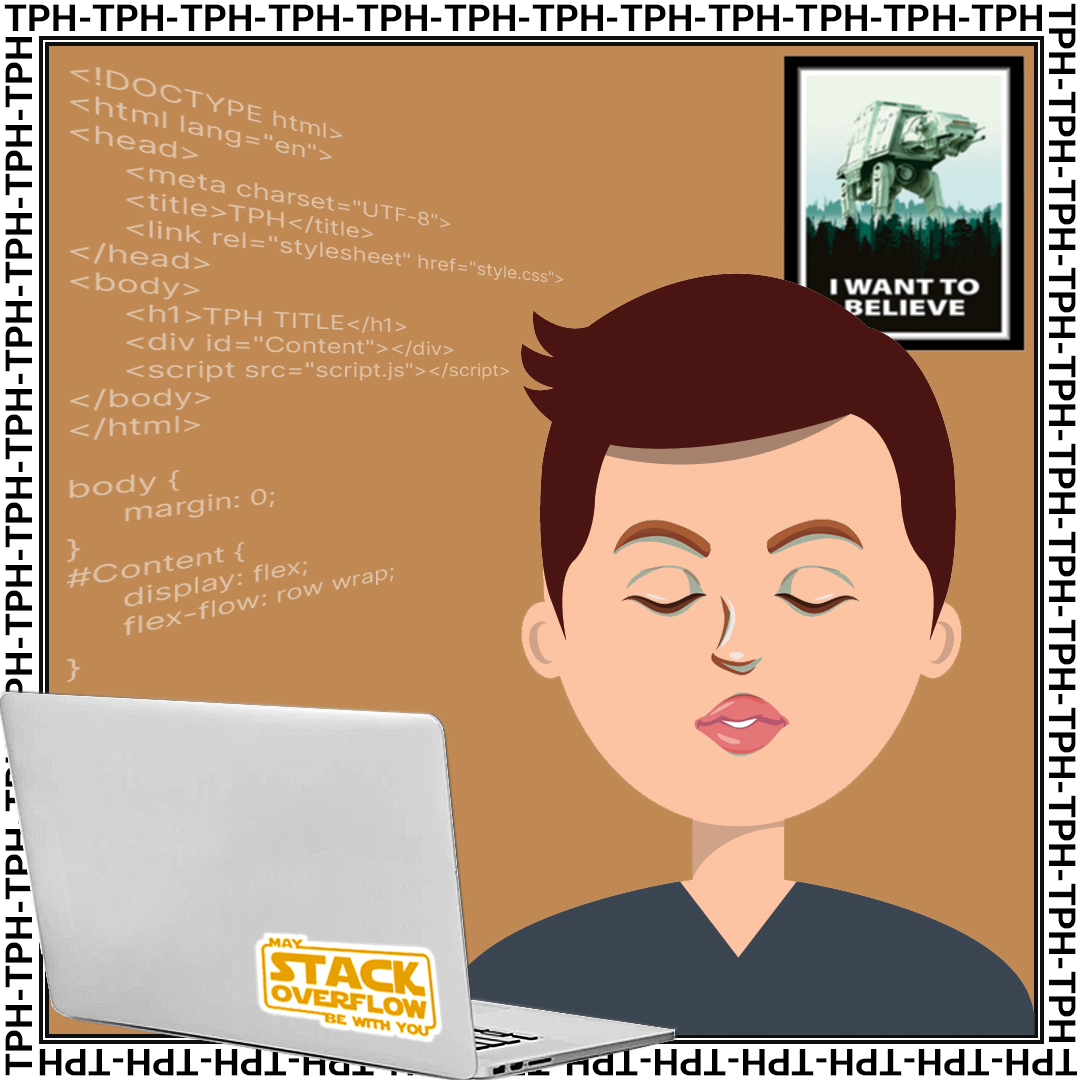 TPH-TPH-TPH-TPH-TPH-TPH-TPH-TPH-TPH-TPH-TPH-TPH
<!DOCTYPE html>
<html lang="en">
<head>
<meta charset="UTF-8">
<title>TPH</title>
<link rel="stylesheet" href="style.css">
</head>
<body>
<h1>TPH TITLE</h1>
<div id="Content"></div>
<script src="script.js"></script>
</body>
</html>
body {
margin: 0;
}
#Content {
display: flex;
flex-flow: row wrap;
}
I WANT TO
BELIEVE
MAY
STACK
OVERFLOW
BE WITH YOU